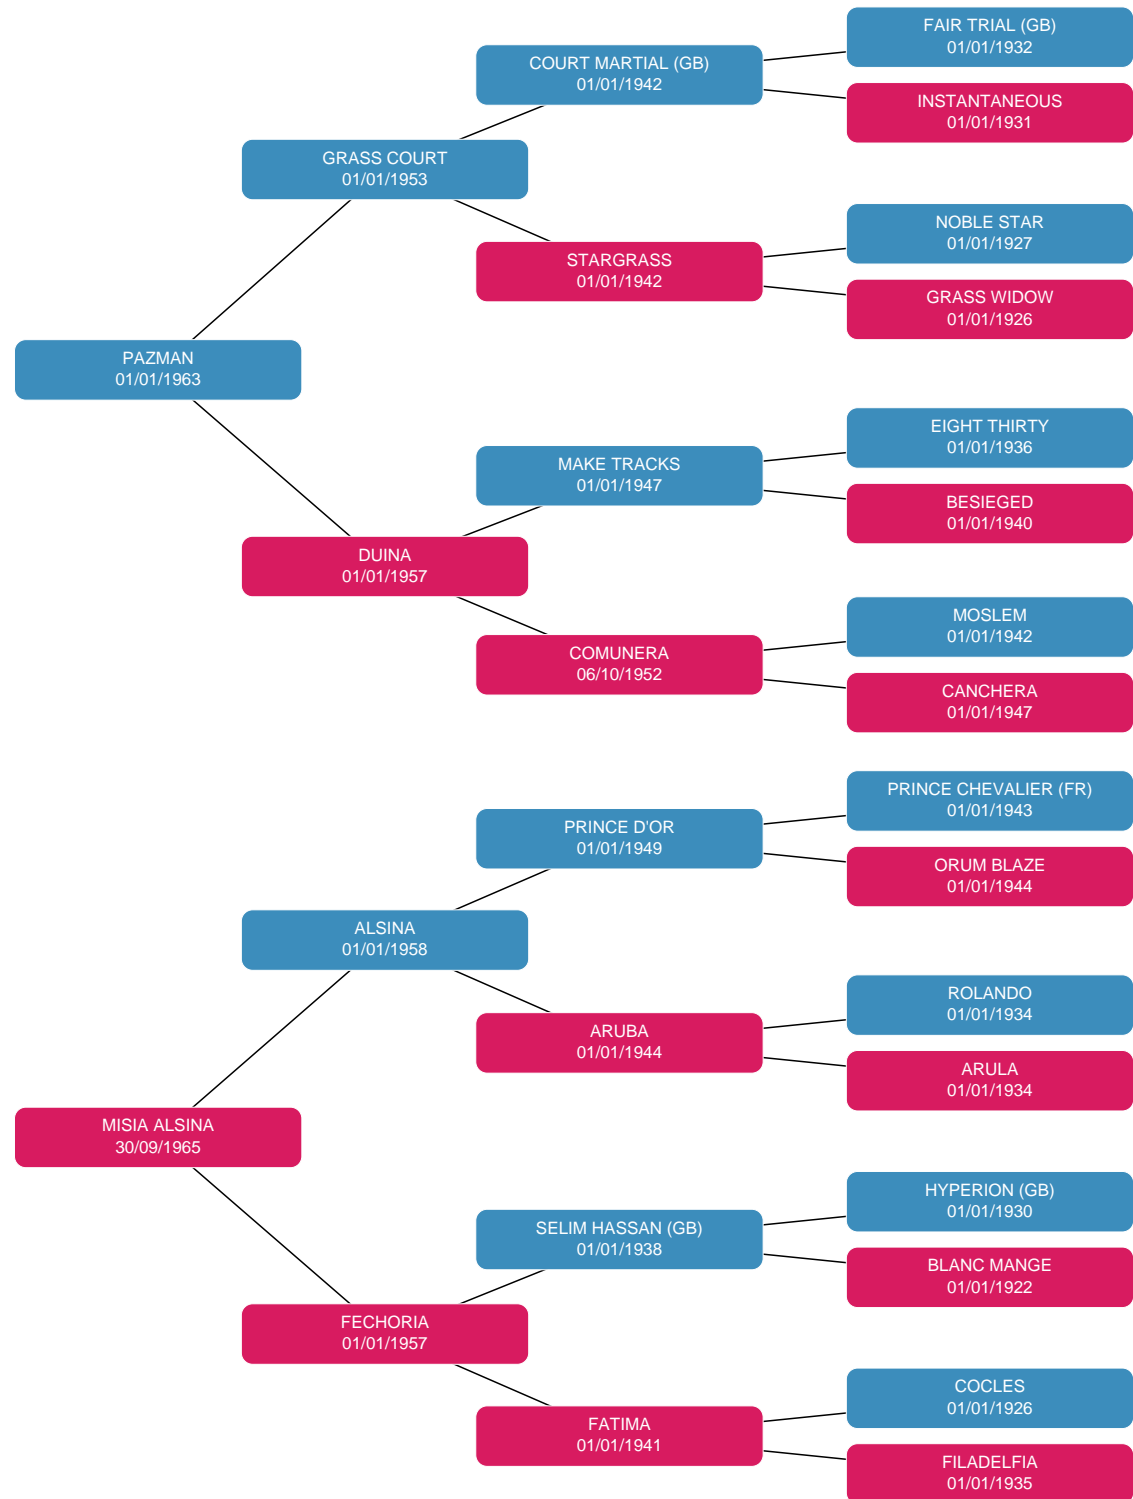 FAIR TRIAL (GB)
01/01/1932
COURT MARTIAL (GB)
01/01/1942
INSTANTANEOUS
01/01/1931
GRASS COURT
01/01/1953
NOBLE STAR
01/01/1927
STARGRASS
01/01/1942
GRASS WIDOW
01/01/1926
PAZMAN
01/01/1963
EIGHT THIRTY
01/01/1936
MAKE TRACKS
01/01/1947
BESIEGED
01/01/1940
DUINA
01/01/1957
MOSLEM
01/01/1942
COMUNERA
06/10/1952
CANCHERA
01/01/1947
PRINCE CHEVALIER (FR)
01/01/1943
PRINCE D'OR
01/01/1949
ORUM BLAZE
01/01/1944
ALSINA
01/01/1958
ROLANDO
01/01/1934
ARUBA
01/01/1944
ARULA
01/01/1934
MISIA ALSINA
30/09/1965
HYPERION (GB)
01/01/1930
SELIM HASSAN (GB)
01/01/1938
BLANC MANGE
01/01/1922
FECHORIA
01/01/1957
COCLES
01/01/1926
FATIMA
01/01/1941
FILADELFIA
01/01/1935